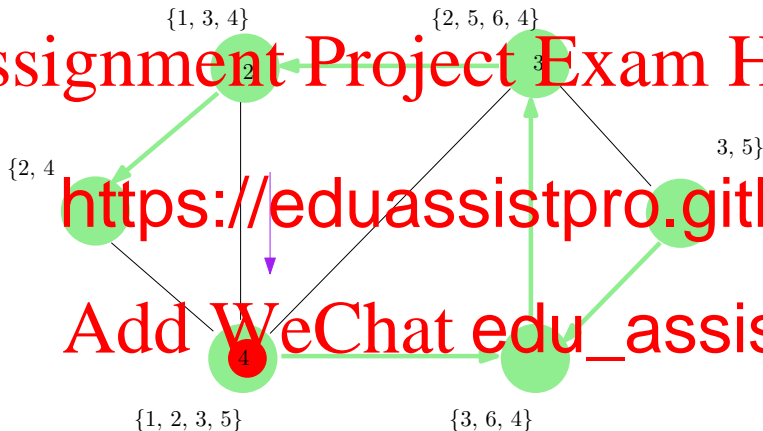 {1, 3, 4} {2, 5, 6, 4}
2 3
ssignment Project Exam H
{2, 4 3, 5}
https://eduassistpro.gitl
Add WeChat edu_assis
4
{1, 2, 3, 5} {3, 6, 4}